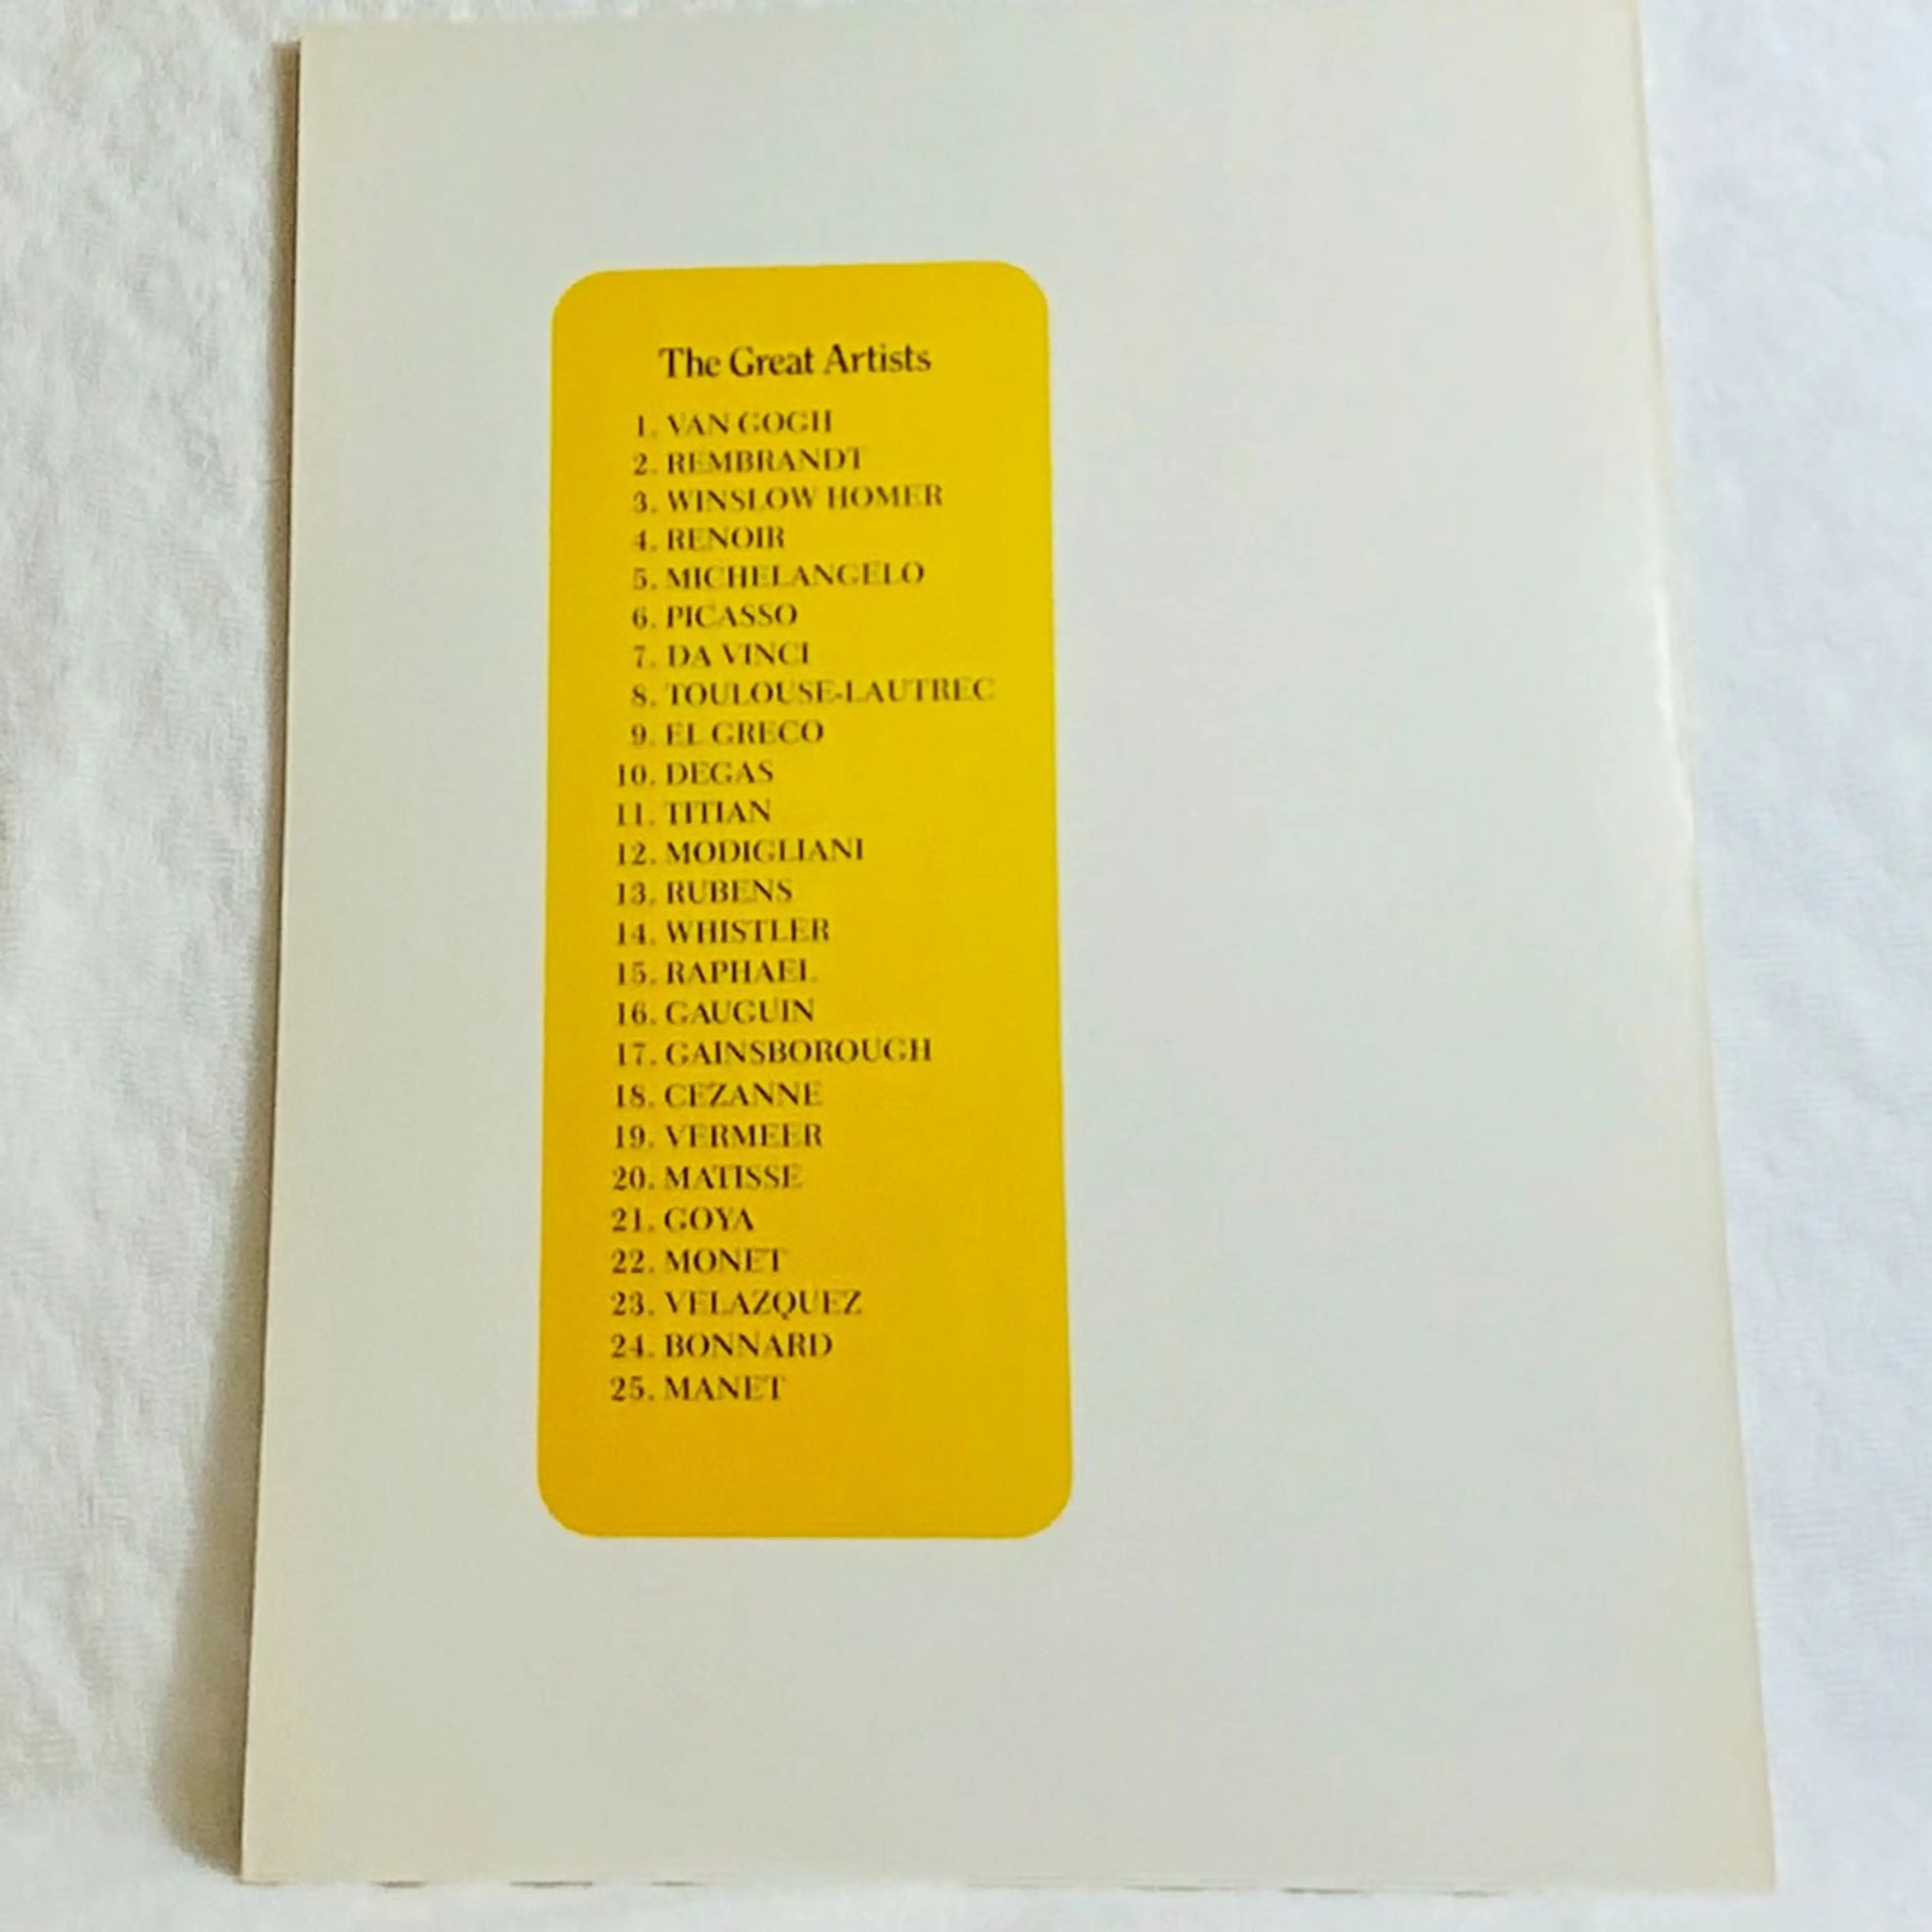 The Great Artists
1. VAN GOGH
2. REMBRANDT
3. WINSLOW HOMER
4. RENOIR
5. MICHELANGELO
6. PICASSO
7. DA VINCI
8. TOULOUSE-LAUTREC
9. EL GRECO
10. DEGAS
11. TITIAN
12. MODIGLIANI
13. RUBENS
14. WHISTLER
15. RAPHAEL
16. GAUGUIN
17. GAINSBOROUGH
18. CEZANNE
19. VERMEER
20. MATISSE
21. GOYA
22. MONET
23. VELAZQUEZ
24. BONNARD
25. MANET